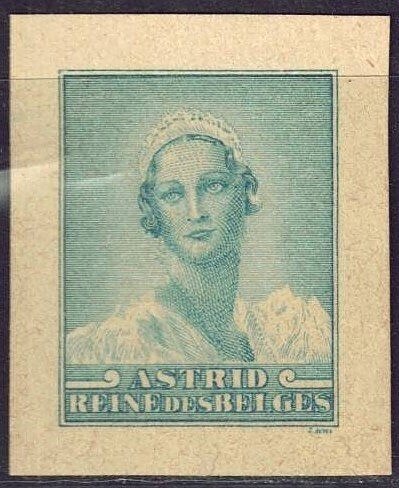 ASTRID
REINE DES BELGES